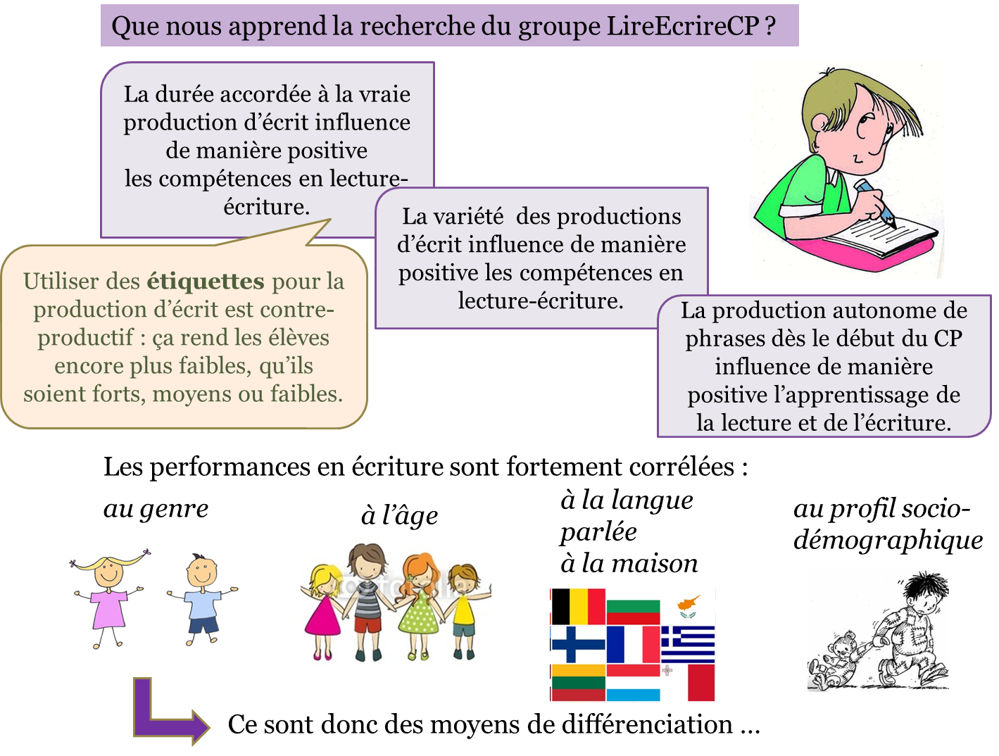 Que nous apprend la recherche du groupe LireEcrireCP ?
La durée accordée à la vraie
production d’écrit influence
de manière positive
les compétences en lecture-
écriture.
La variété  des productions
d’écrit influence de manière
positive les compétences en
lecture-écriture.
Utiliser des étiquettes pour la
production d’écrit est contre-
productif : ça rend les élèves
encore plus faibles, qu’ils
soient forts, moyens ou faibles.
La production autonome de
phrases dès le début du CP
influence de manière
positive l’apprentissage de
la lecture et de l’écriture.
Les performances en écriture sont fortement corrélées :
au genre
à l’âge
à la langue
parlée
à la maison
au profil socio-
démographique
Ce sont donc des moyens de différenciation …